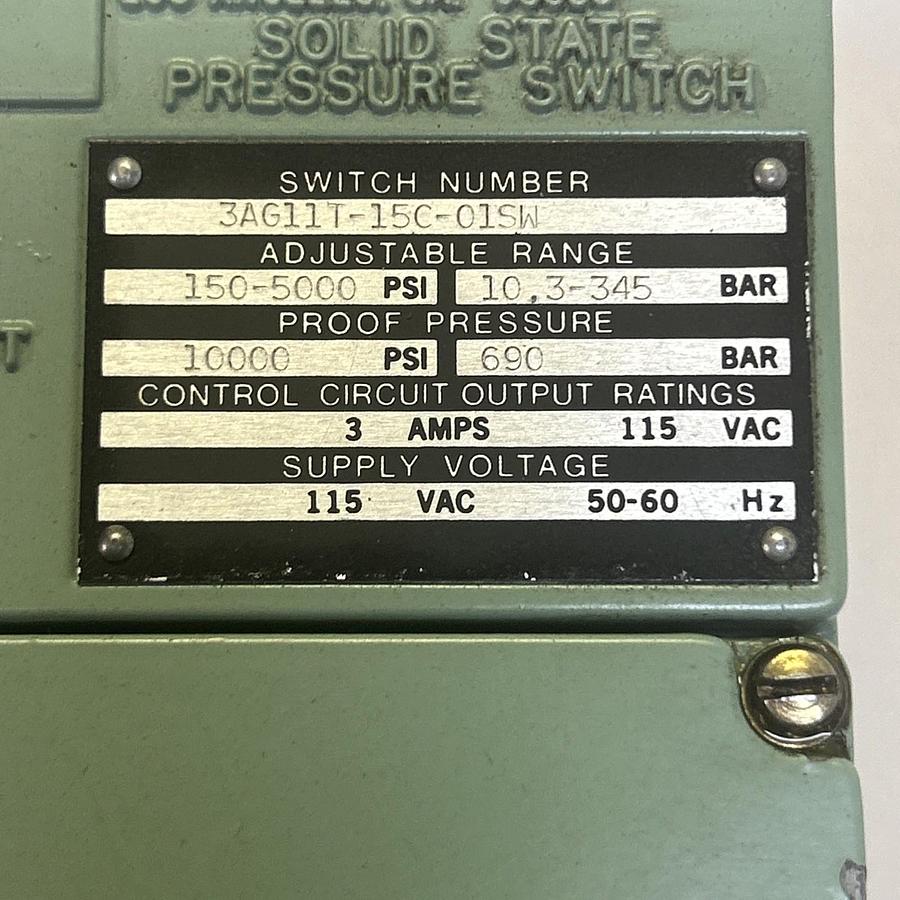 SOLID STATE
PRESSURE SWITCH
SWITCH NUMBER
3AG11T-15C-01SW
ADJUSTABLE RANGE
150-5000 PSI 10.3-345 BAR
PROOF PRESSURE
10000 PSI 690 BAR
CONTROL CIRCUIT OUTPUT RATINGS
3 AMPS 115 VAC
SUPPLY VOLTAGE
115 VAC 50-60 Hz
T